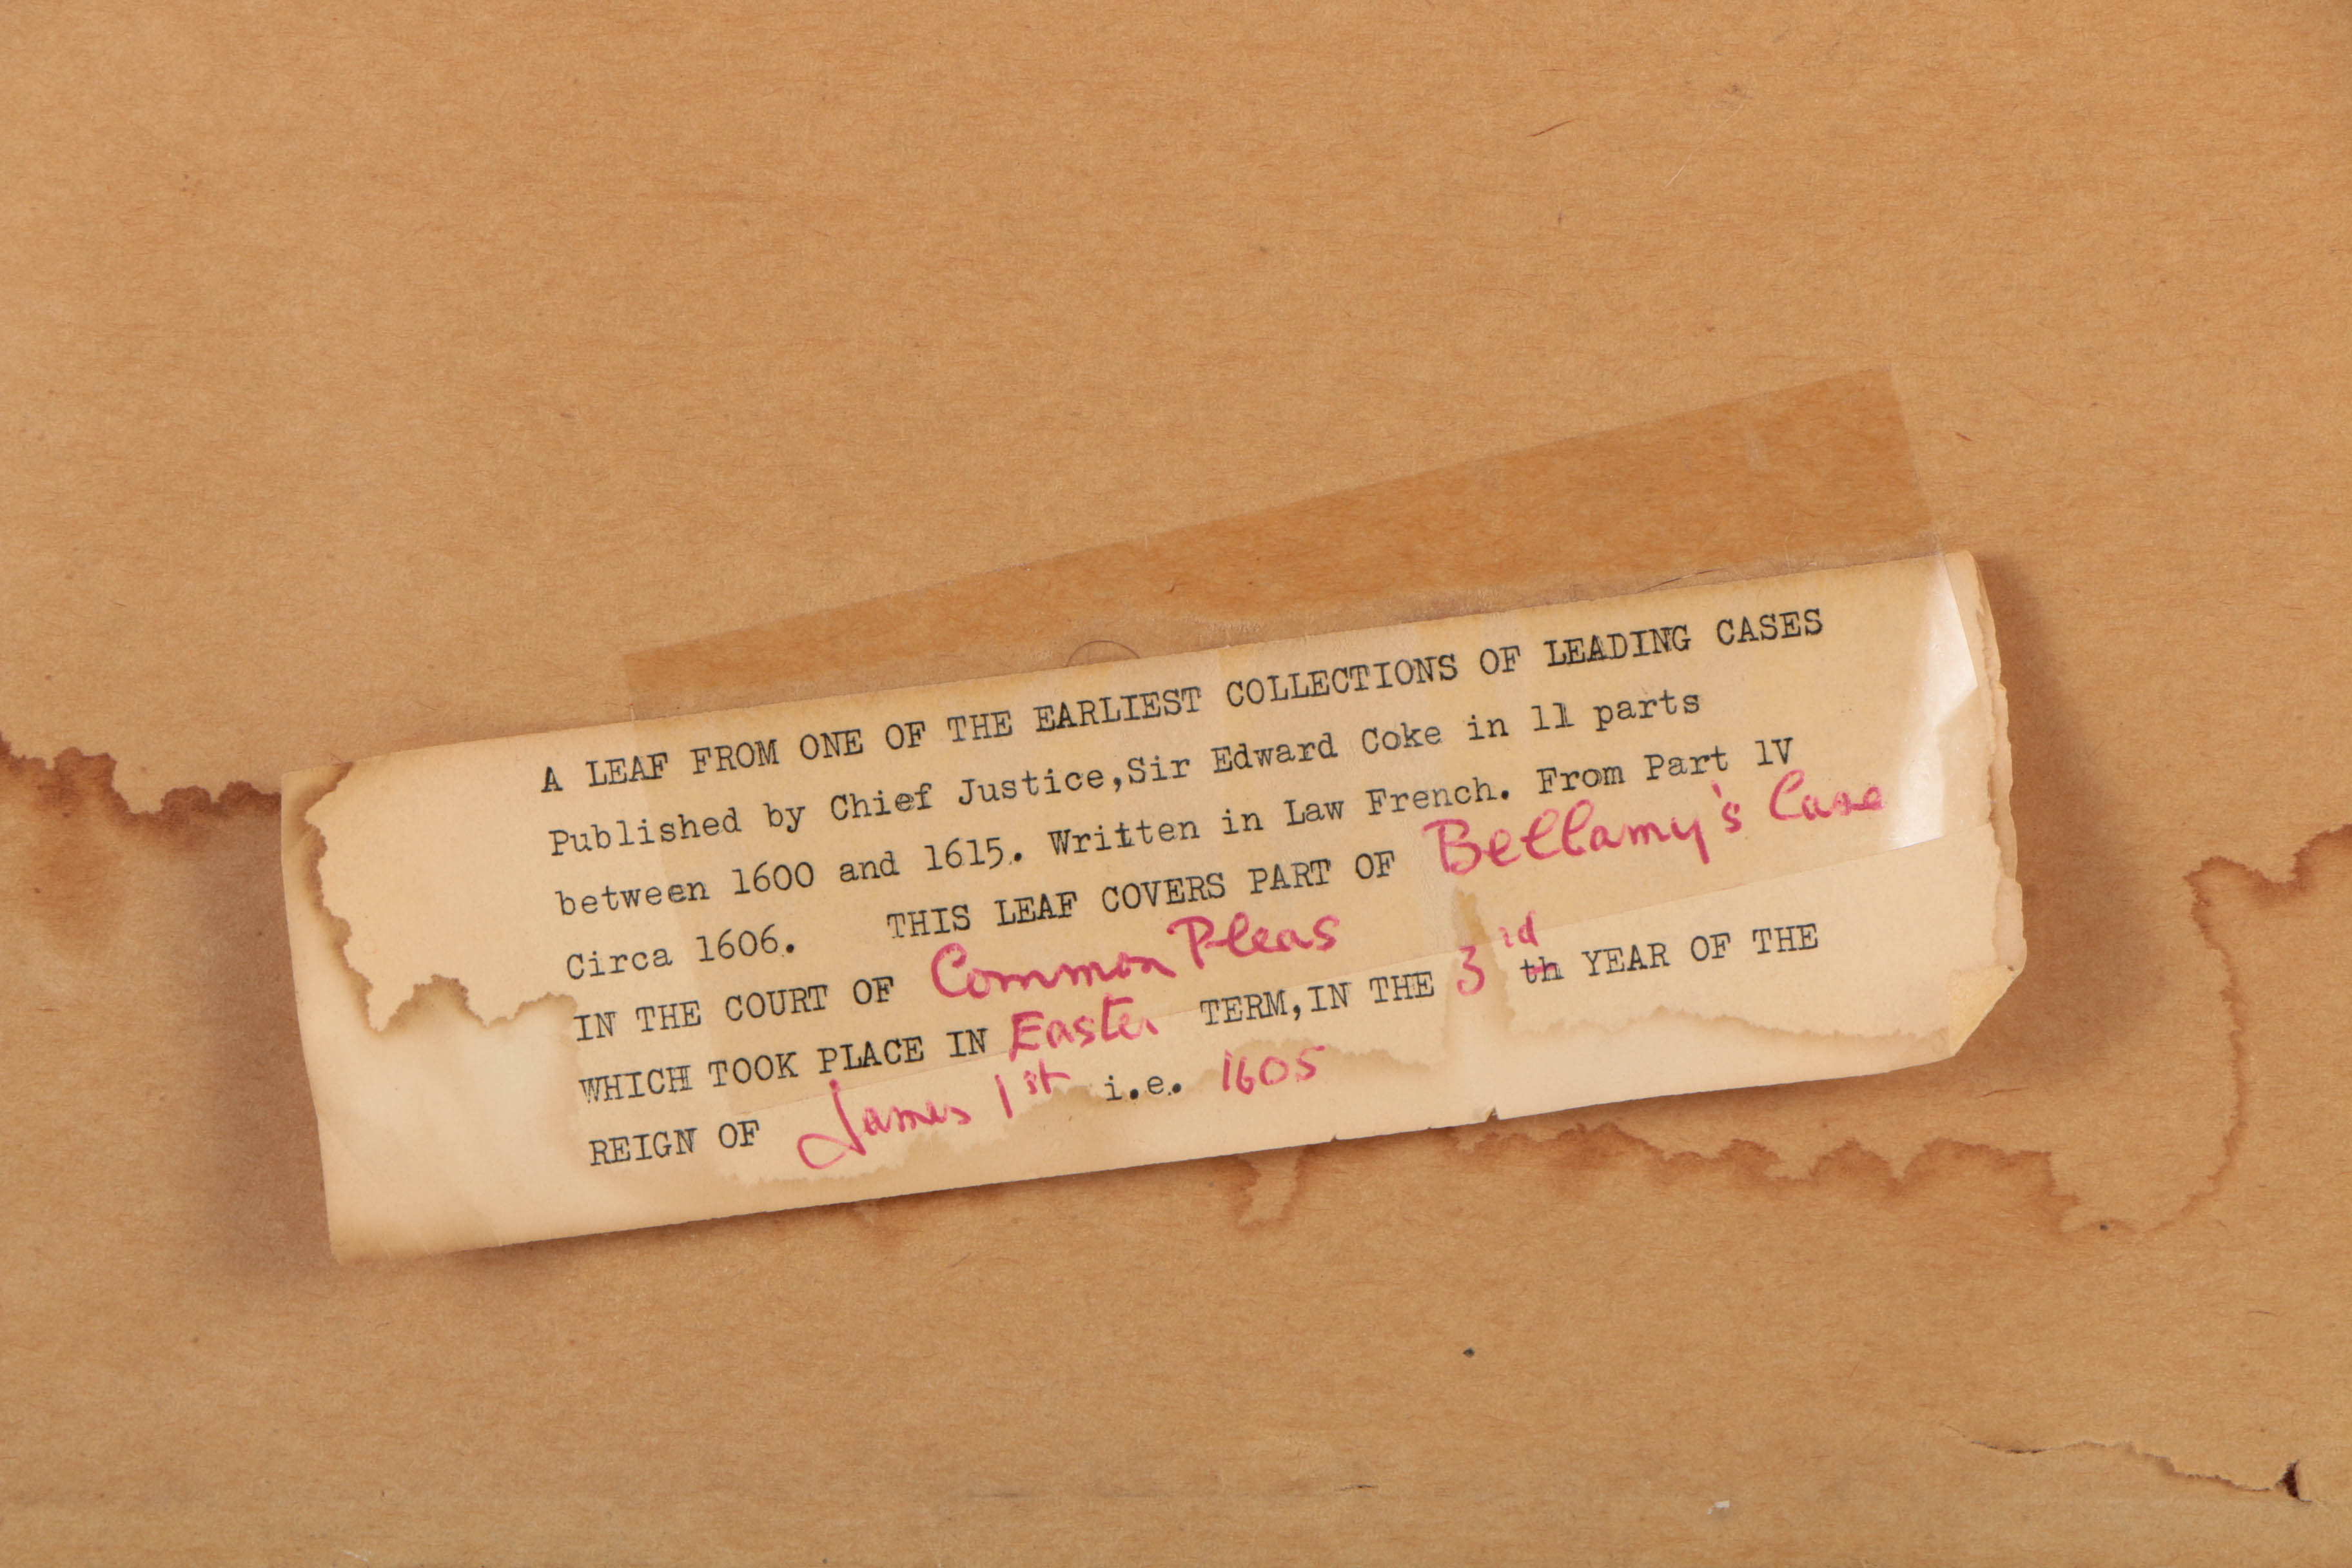 A LEAF FROM ONE OF THE EARLIEST COLLECTIONS OF LEADING CASES
Published by Chief Justice,Sir Edward Coke in 11 parts
between 1600 and 1615. Written in Law French. From Part 1V
Circa 1606. THIS LEAF COVERS PART OF Bellamy's Case
IN THE COURT OF Common Pleas
WHICH TOOK PLACE IN Easter TERM,IN THE 3rd th YEAR OF THE
REIGN OF James 1st i.e. 1605